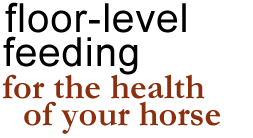 floor-level
feeding
for the health
of your horse